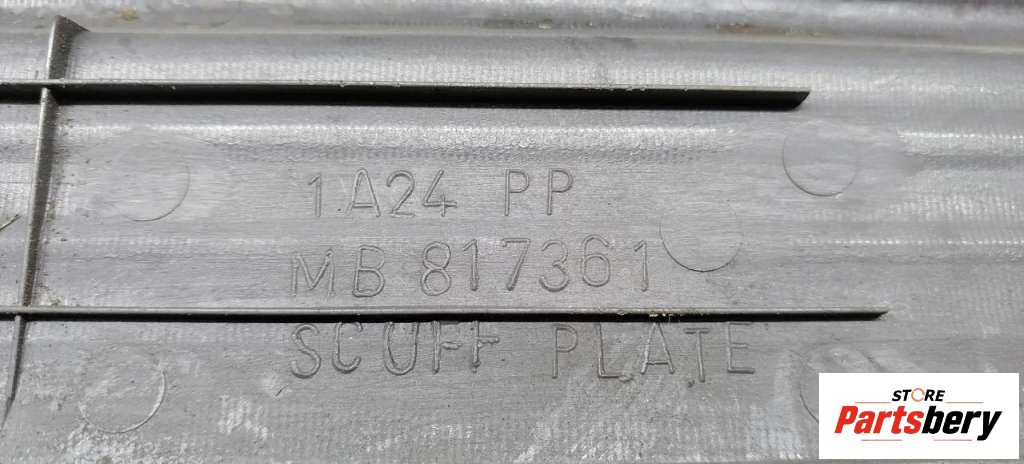 1A24 PP
MB 817361
SCUFF PLATE
STORE
Partsbery